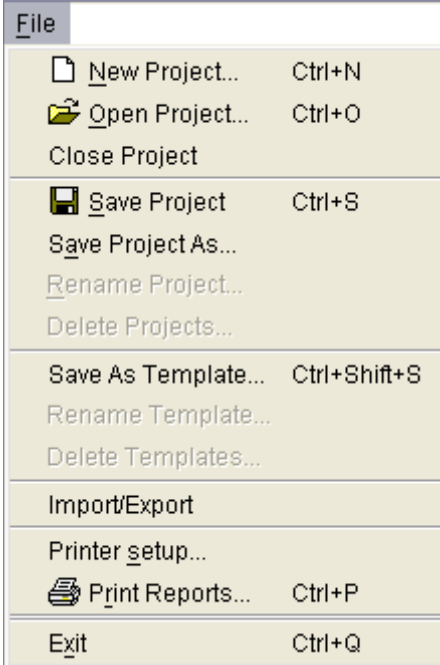 File
New Project... Ctrl+N
Open Project... Ctrl+O
Close Project
Save Project Ctrl+S
Save Project As...
Rename Project...
Delete Projects...
Save As Template... Ctrl+Shift+S
Rename Template...
Delete Templates...
Import/Export
Printer setup...
Print Reports... Ctrl+P
Exit Ctrl+Q